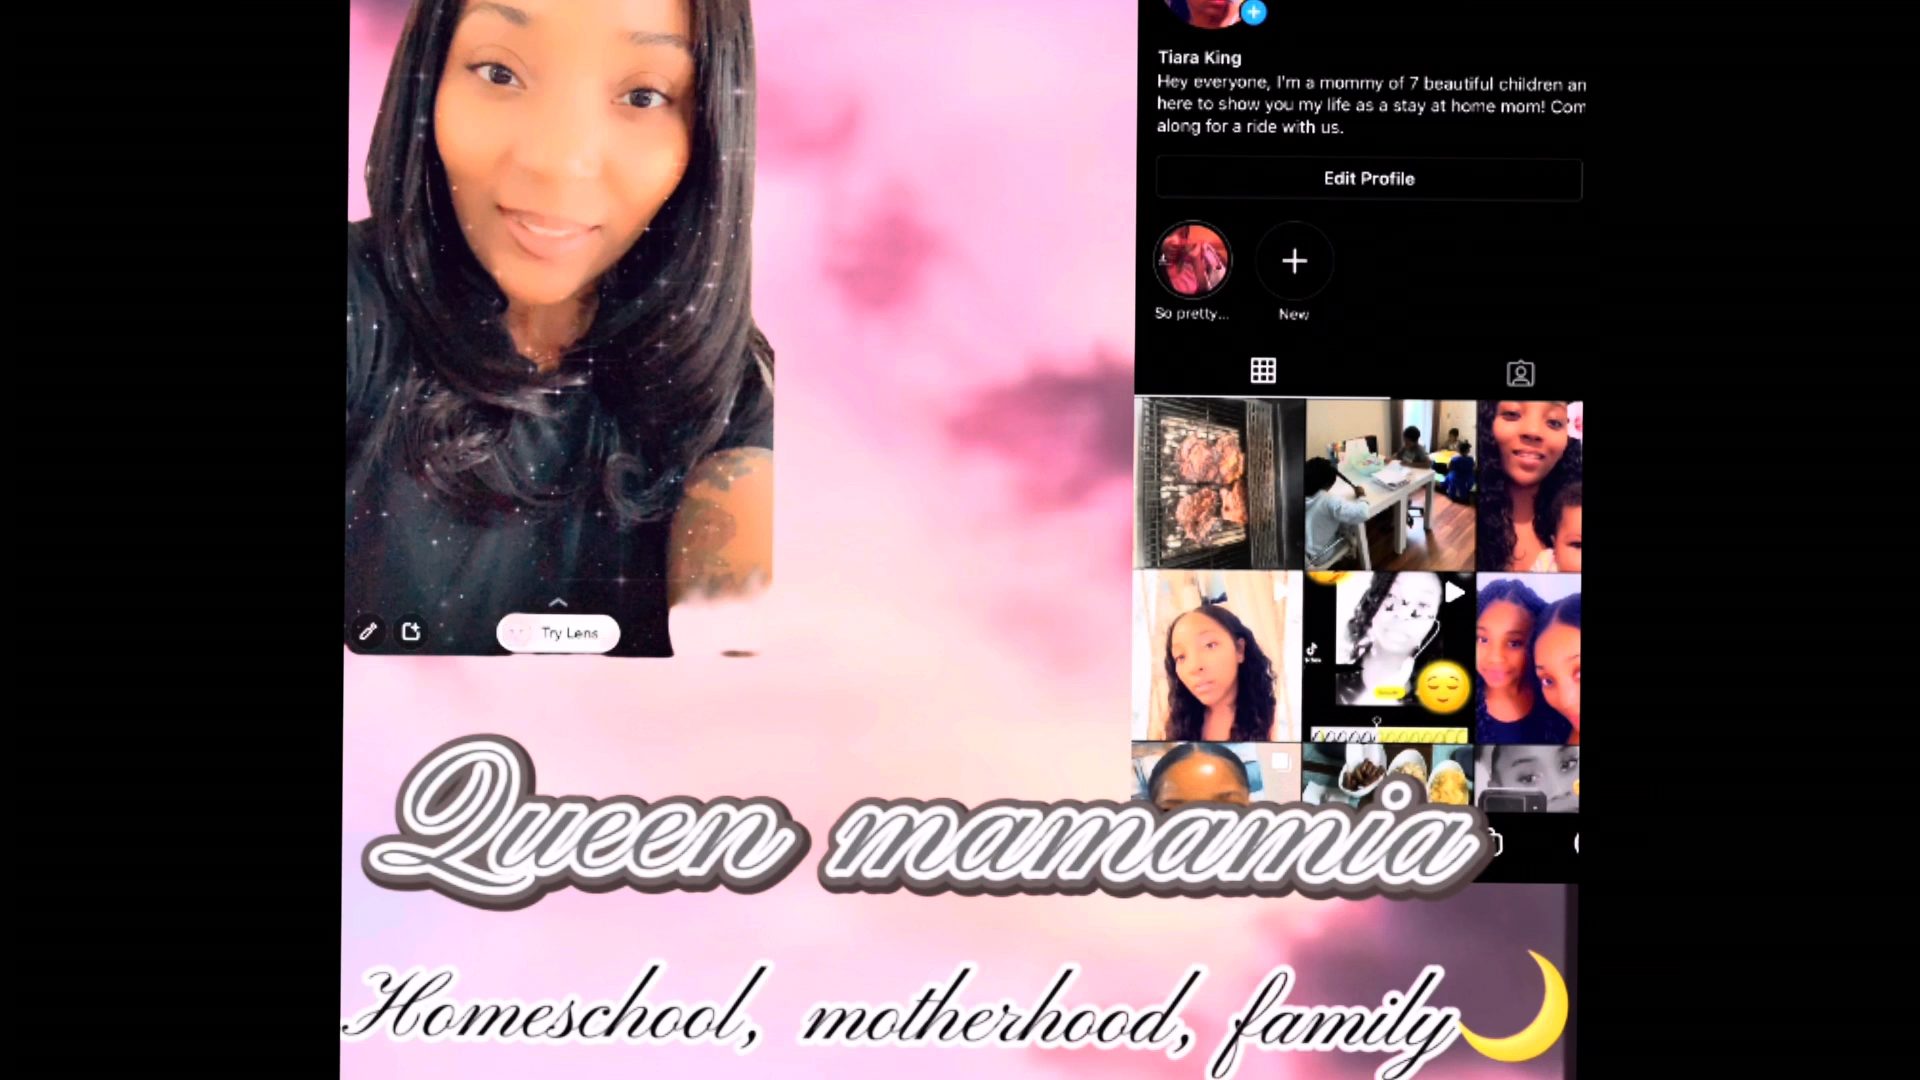 Tiara King
Hey everyone, I'm a mommy of 7 beautiful children an
here to show you my life as a stay at home mom! Com
along for a ride with us.
Edit Profile
So pretty...
New
Try Lens
Queen mamamia
Homeschool, motherhood, family